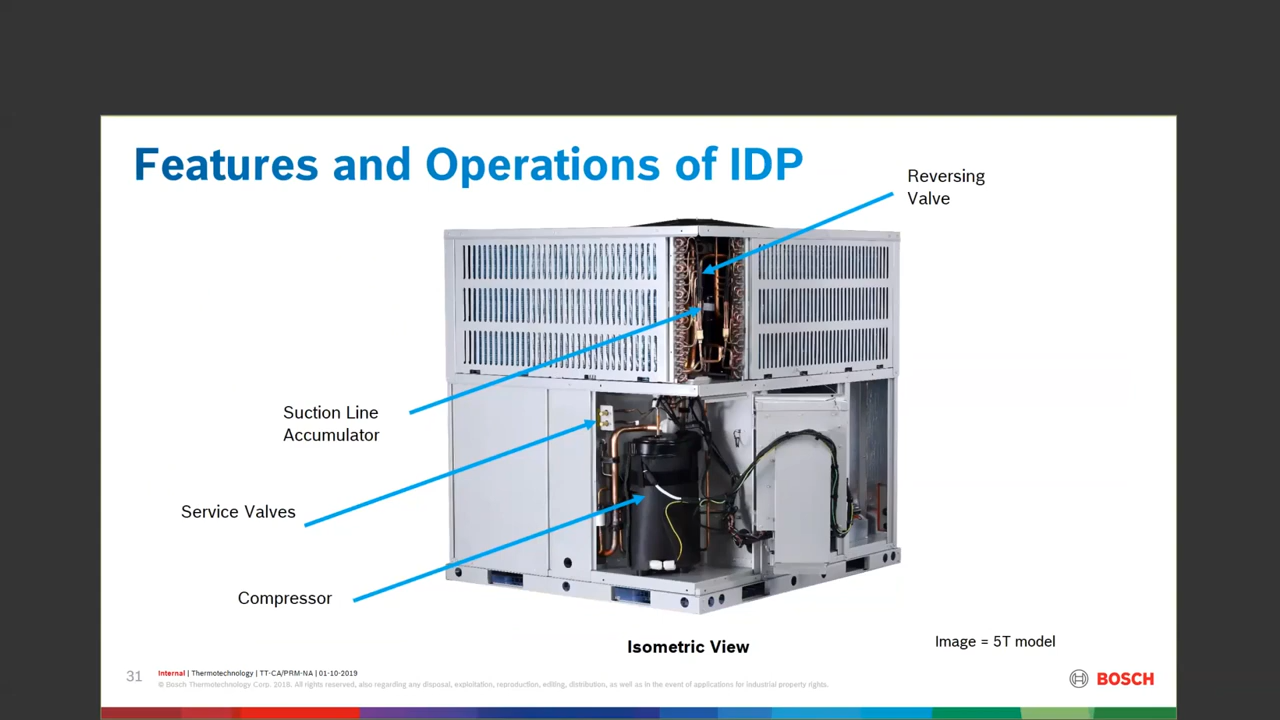 Features and Operations of IDP
Reversing
Valve
Suction Line
Accumulator
Service Valves
Compressor
Isometric View
Image = 5T model
31
Internal | Thermotechnology | TT-CA/PRM-NA | 01-10-2019
© Bosch Thermotechnology Corp. 2018. All rights reserved, also regarding any disposal, exploitation, reproduction, editing, distribution, as well as in the event of applications for industrial property rights.
BOSCH